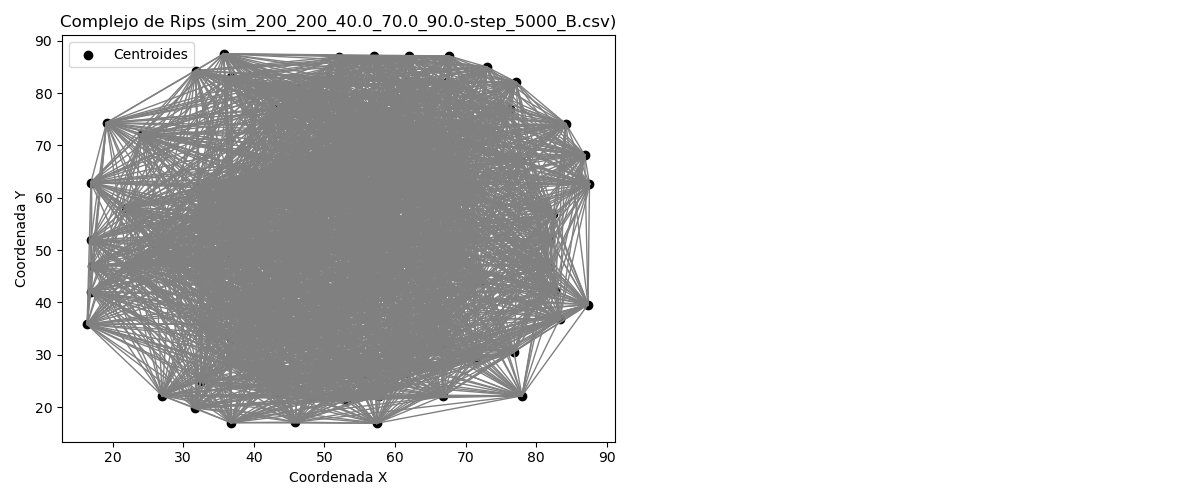 Complejo de Rips (sim_200_200_40.0_70.0_90.0-step_5000_B.csv)
Centroides
90
80
70
60
50
40
30
20
Coordenada Y
20 30 40 50 60 70 80 90
Coordenada X